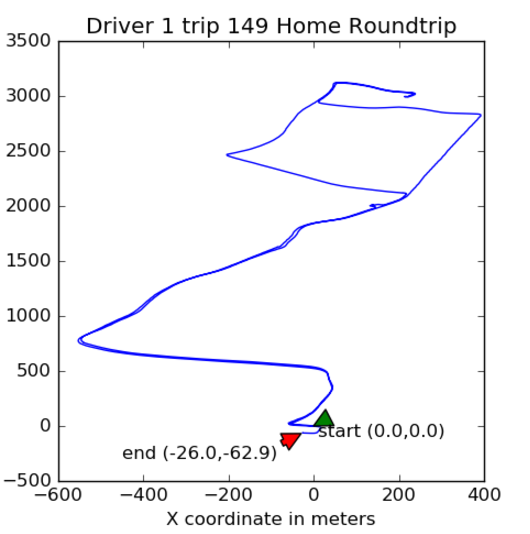 Driver 1 trip 149 Home Roundtrip
3500
3000
2500
2000
1500
1000
500
0
−500
start (0.0,0.0)
end (-26.0,-62.9)
−600 −400 −200 0 200 400
X coordinate in meters